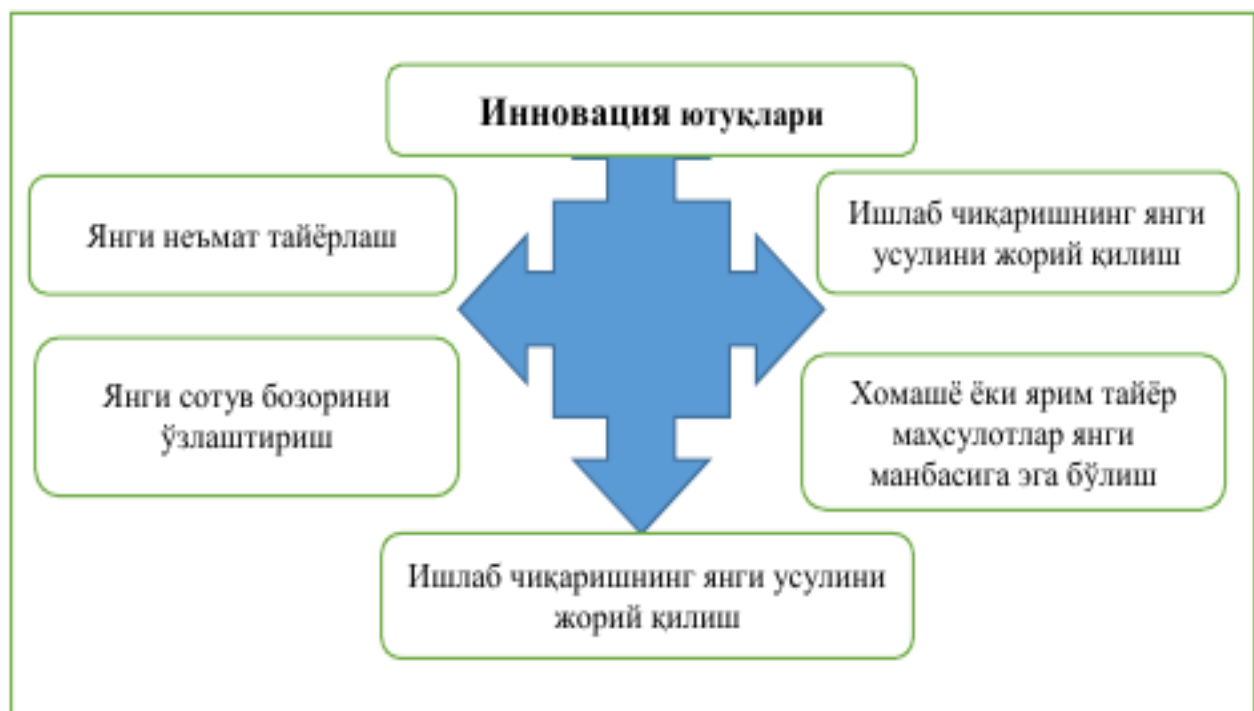 Инновация ютуқлари
Янги неъмат тайёрлаш
Ишлаб чиқаришнинг янги
усулини жорий қилиш
Янги сотув бозорини
ўзлаштириш
Хомашё ёки ярим тайёр
маҳсулотлар янги
манбасига эга бўлиш
Ишлаб чиқаришнинг янги усулини
жорий қилиш